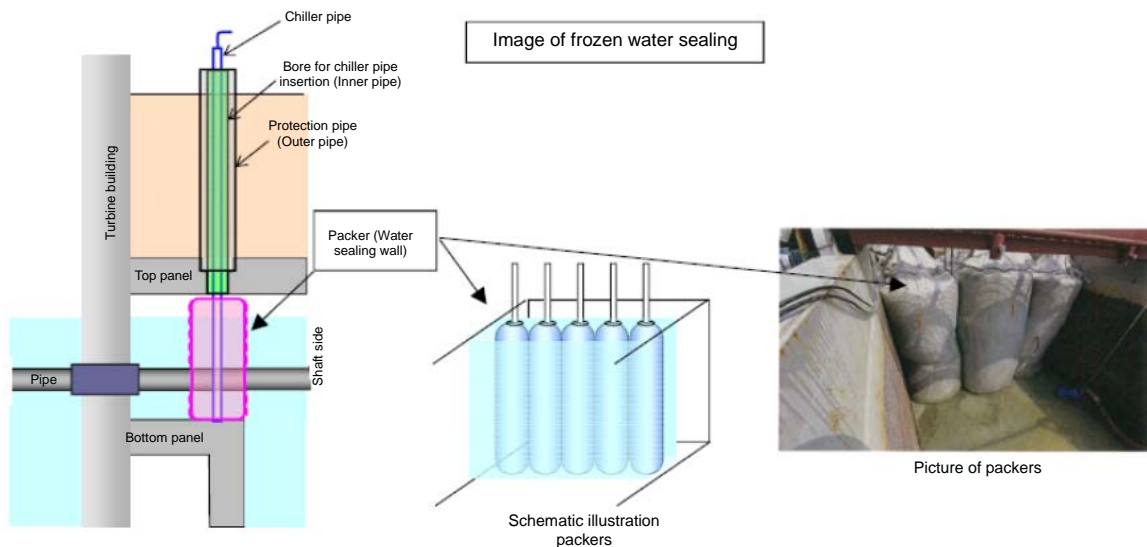 Chiller pipe
Image of frozen water sealing
Bore for chiller pipe
insertion (Inner pipe)
Protection pipe
(Outer pipe)
Turbine building
Packer (Water
sealing wall)
Top panel
Shaft side
Pipe
Bottom panel
Picture of packers
Schematic illustration
packers